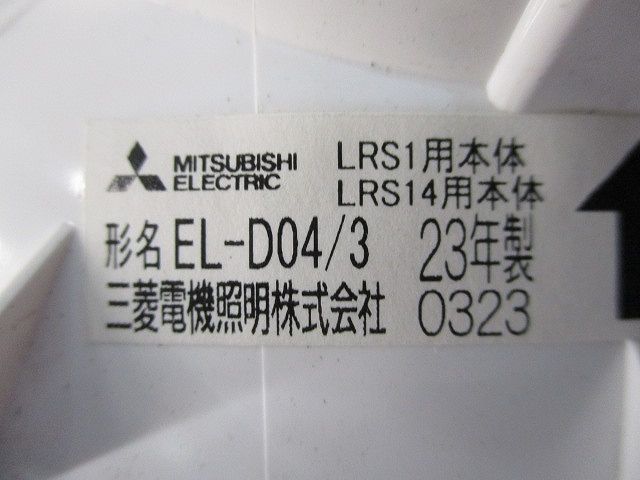 MITSUBISHI
ELECTRIC
LRS1用本体
LRS14用本体
形名 EL-D04/3 23年製
三菱電機照明株式会社 0323